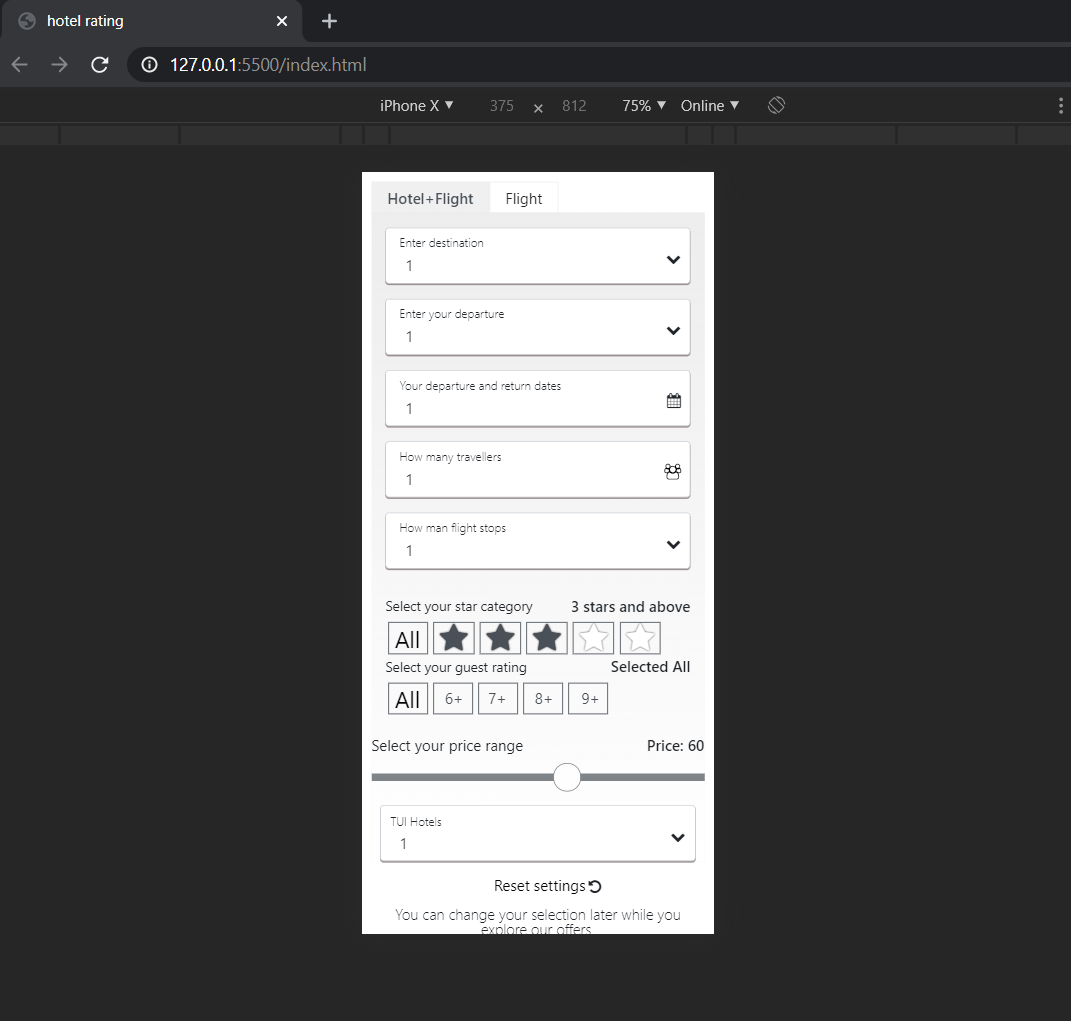 hotel rating
127.0.0.1:5500/index.html
iPhone X 375 x 812 75% Online
Hotel+Flight Flight
Enter destination
1
Enter your departure
1
Your departure and return dates
1
How many travellers
1
How man flight stops
1
Select your star category 3 stars and above
All
Select your guest rating Selected All
All 6+ 7+ 8+ 9+
Select your price range Price: 60
TUI Hotels
1
Reset settings
You can change your selection later while you
explore our offers